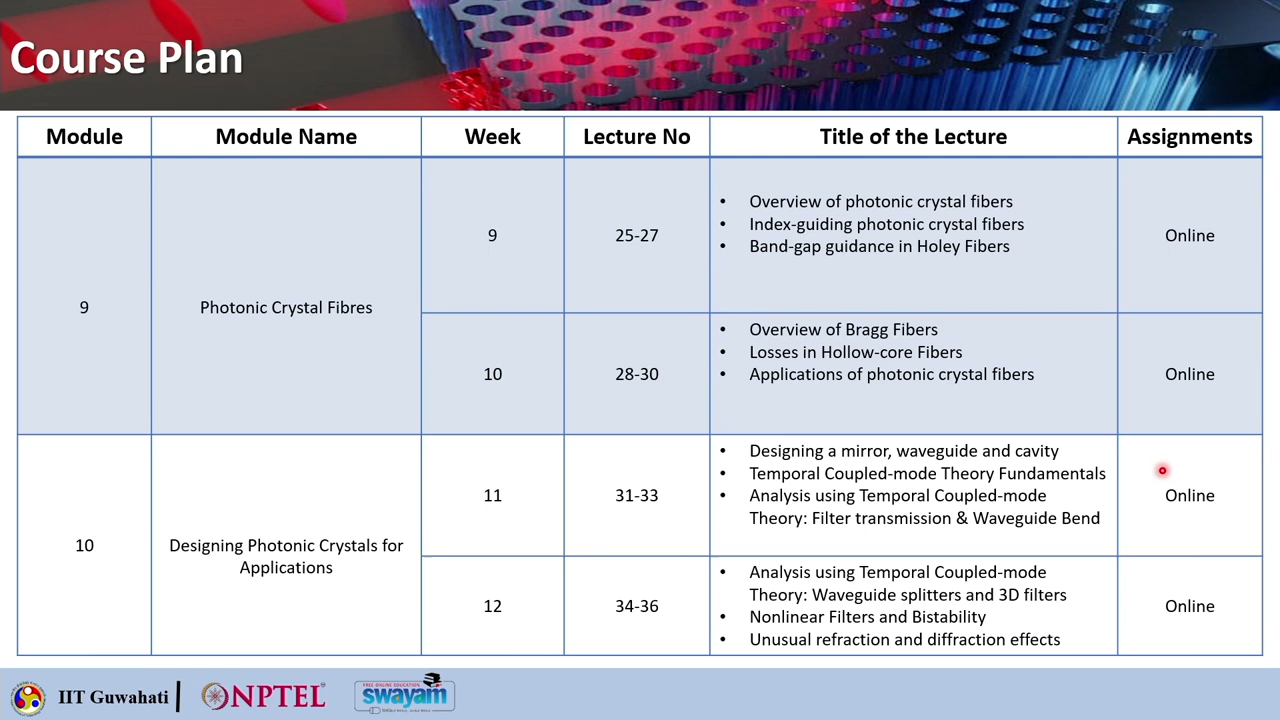 Course Plan
Module Module Name Week Lecture No Title of the Lecture Assignments
9 Photonic Crystal Fibres
9 25-27
• Overview of photonic crystal fibers
• Index-guiding photonic crystal fibers
• Band-gap guidance in Holey Fibers
Online
10 28-30
• Overview of Bragg Fibers
• Losses in Hollow-core Fibers
• Applications of photonic crystal fibers
Online
10 Designing Photonic Crystals for
Applications
11 31-33
• Designing a mirror, waveguide and cavity
• Temporal Coupled-mode Theory Fundamentals
• Analysis using Temporal Coupled-mode
Theory: Filter transmission & Waveguide Bend
Online
12 34-36
• Analysis using Temporal Coupled-mode
Theory: Waveguide splitters and 3D filters
• Nonlinear Filters and Bistability
• Unusual refraction and diffraction effects
Online
IIT Guwahati NPTEL
FREE ONLINE EDUCATION
swayam